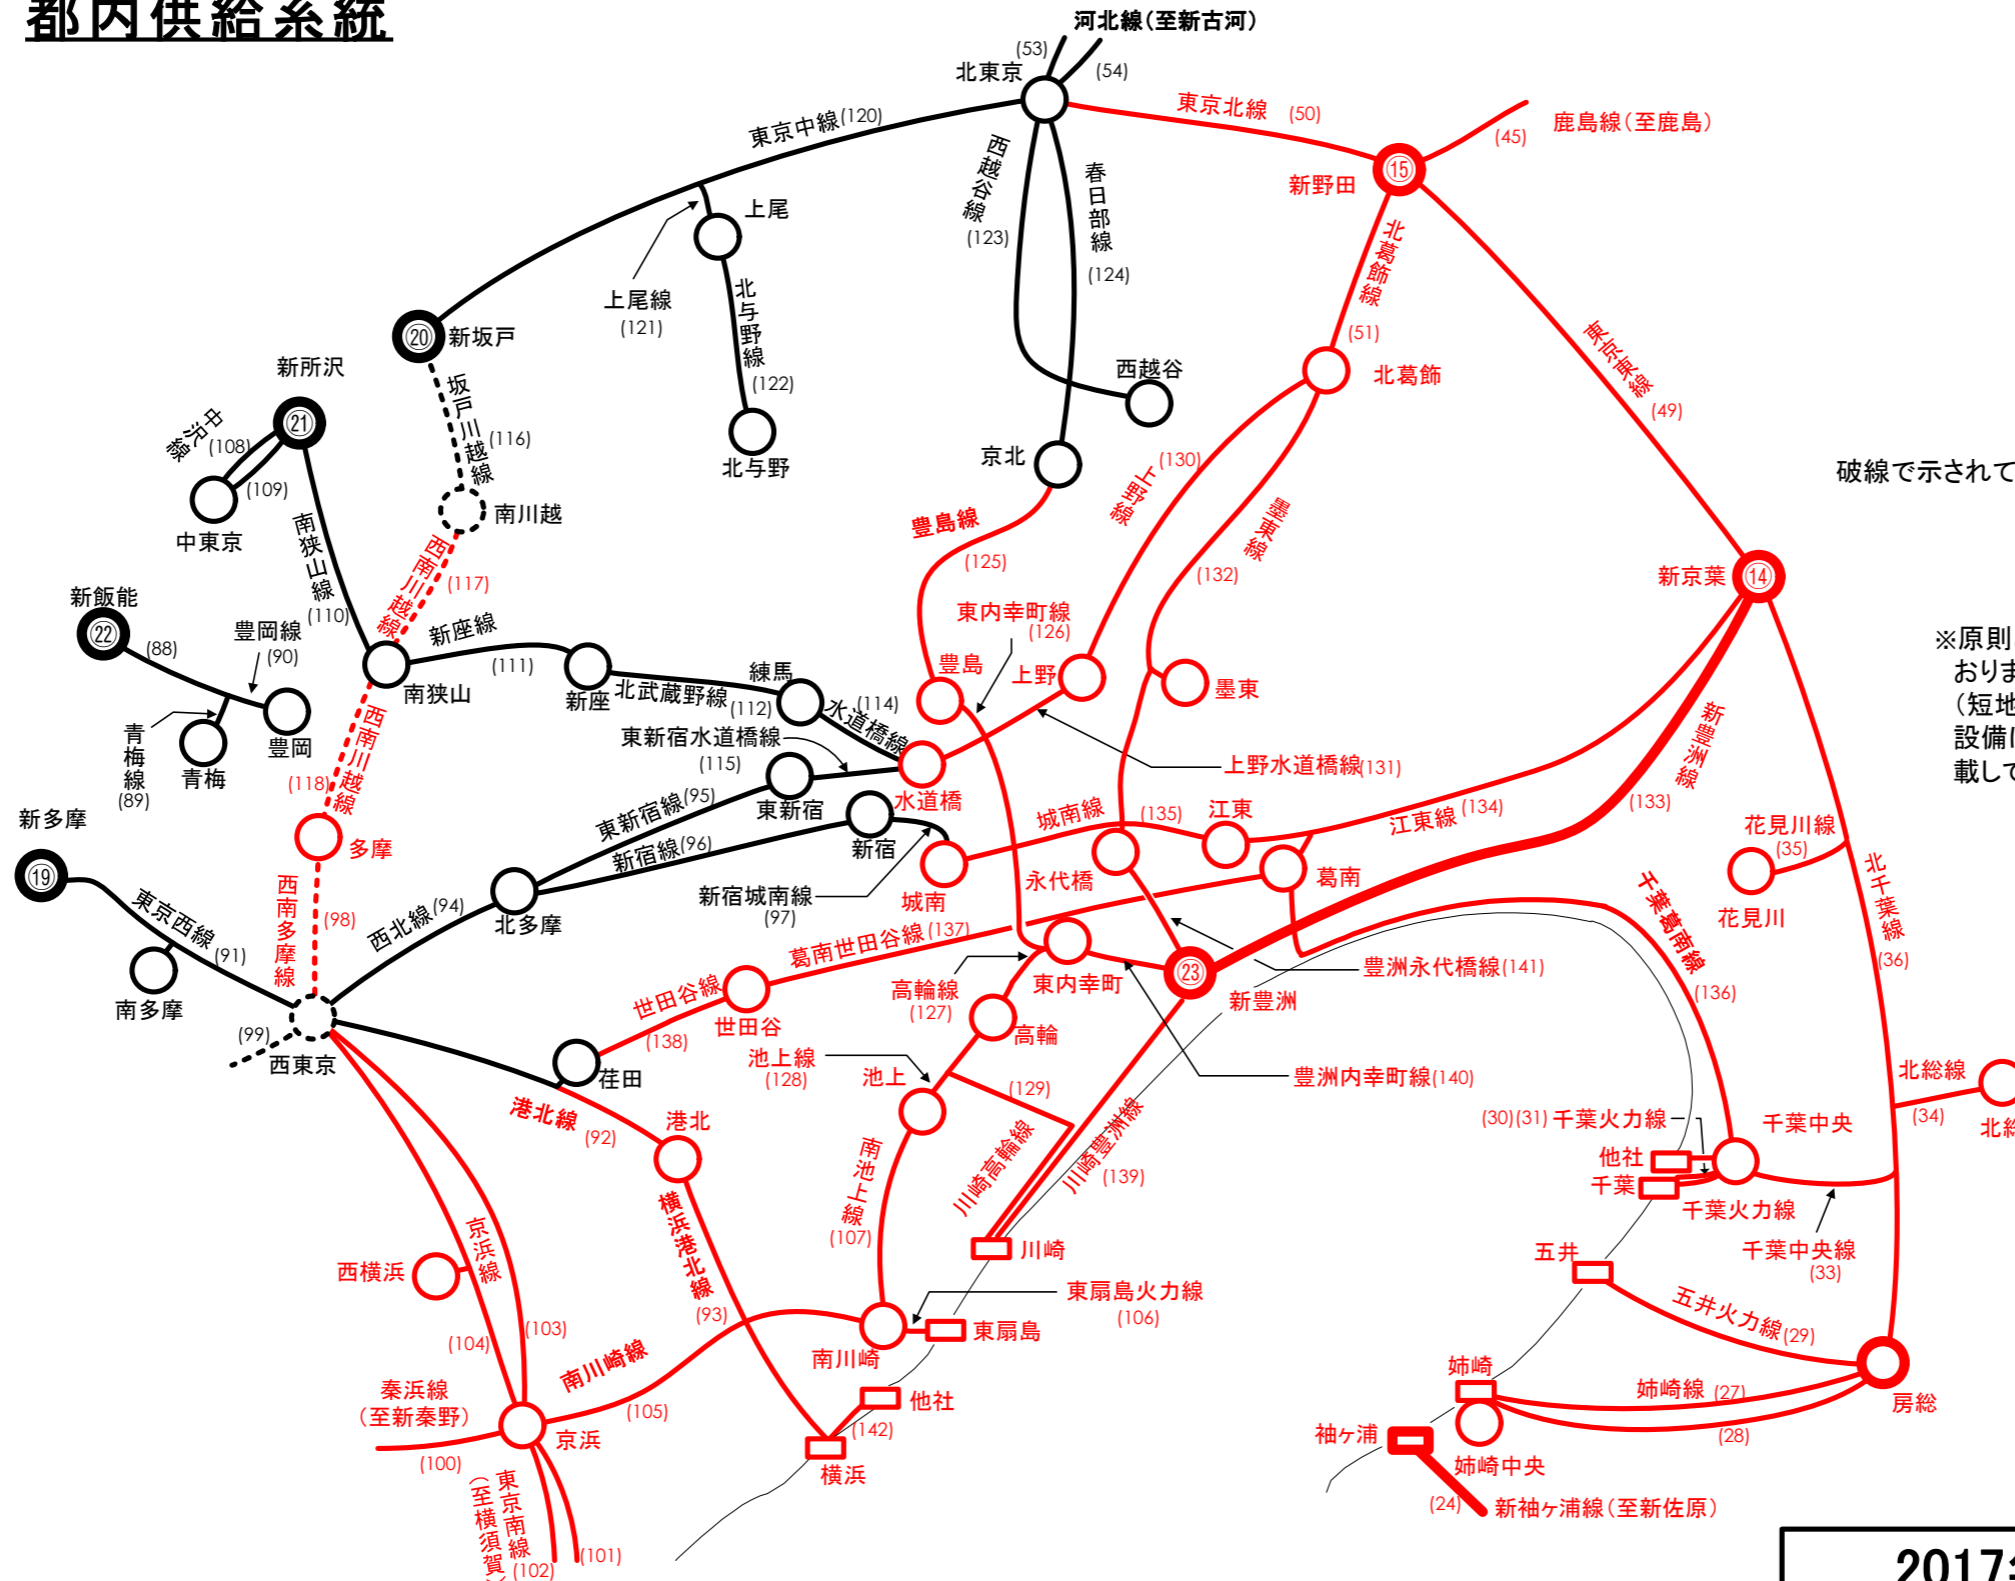 都内供給系統
河北線(至新古河)
(53)
(54)
北東京
東京中線(120)
東京北線 (50)
鹿島線(至鹿島)
(45)
⑮
新野田
西越谷線
(123)
春日部線
(124)
上尾
上尾線
(121)
北与野線
(122)
北与野
北葛飾線
(51)
北葛飾
東京東線
(49)
⑳
新坂戸
坂戸川越線
(116)
新所沢
㉑
中沢線
(108)
(109)
中東京
西越谷
京北
南川越
南狭山線
(110)
西南川越線
(117)
豊島線
(125)
上野線
(130)
墨東線
(132)
破線で示されて
新京葉
⑭
新飯能
㉒
(88)
豊岡線
(90)
新座線
(111)
南狭山
新座
北武蔵野線
(112)
練馬
水道橋線
(114)
東内幸町線
(126)
豊島
上野
墨東
※原則
おりま
(短地
設備に
載して
青梅線
(89)
青梅
豊岡
西南川越線
(118)
東新宿水道橋線
(115)
東新宿
水道橋
上野水道橋線(131)
新豊洲線
(133)
新多摩
⑲
多摩
東新宿線(95)
新宿線(96)
新宿
城南線
(135)
江東
江東線(134)
花見川線
(35)
花見川
北千葉線
(36)
東京西線
(91)
南多摩
西南多摩線
(98)
西北線(94)
北多摩
新宿城南線
(97)
城南
永代橋
葛南
千葉葛南線
(136)
葛南世田谷線(137)
高輪線
(127)
東内幸町
㉓
新豊洲
豊洲永代橋線(141)
(99)
西東京
世田谷線
(138)
世田谷
高輪
池上線
(128)
池上
(129)
豊洲内幸町線(140)
荏田
港北線
(92)
港北
川崎高輪線
川崎豊洲線
(139)
(30)(31)千葉火力線
千葉中央
北総線
(34)
北総
他社
千葉
千葉火力線
千葉中央線
(33)
南池上線
(107)
川崎
西横浜
京浜線
(104)
(103)
横浜港北線
(93)
東扇島火力線
(106)
東扇島
南川崎
五井
五井火力線(29)
秦浜線
(至新秦野)
(100)
南川崎線
(105)
京浜
他社
(142)
横浜
姉崎
姉崎線 (27)
(28)
房総
袖ヶ浦
姉崎中央
(24)
新袖ヶ浦線(至新佐原)
東京南線
(至横須賀)
(102)
(101)
2017年